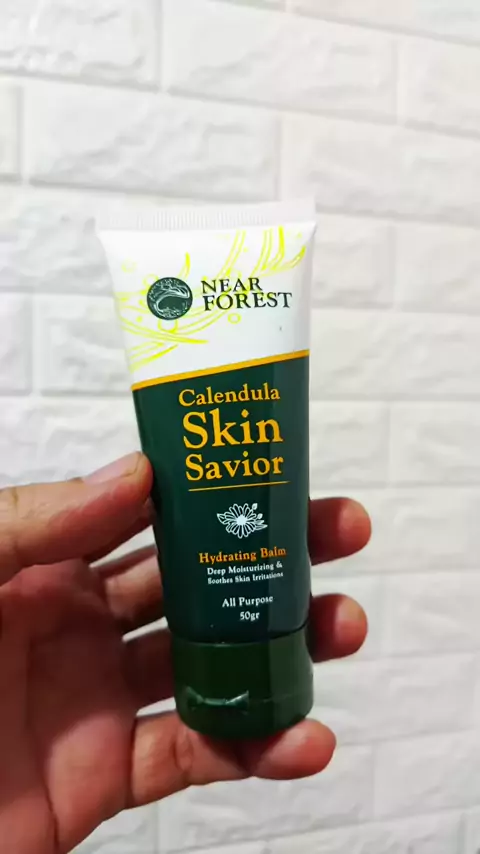 NEAR
FOREST
Calendula
Skin
Savior
Hydrating Balm
Deep Moisturizing &
Soothes Skin Irritations
All Purpose
50gr